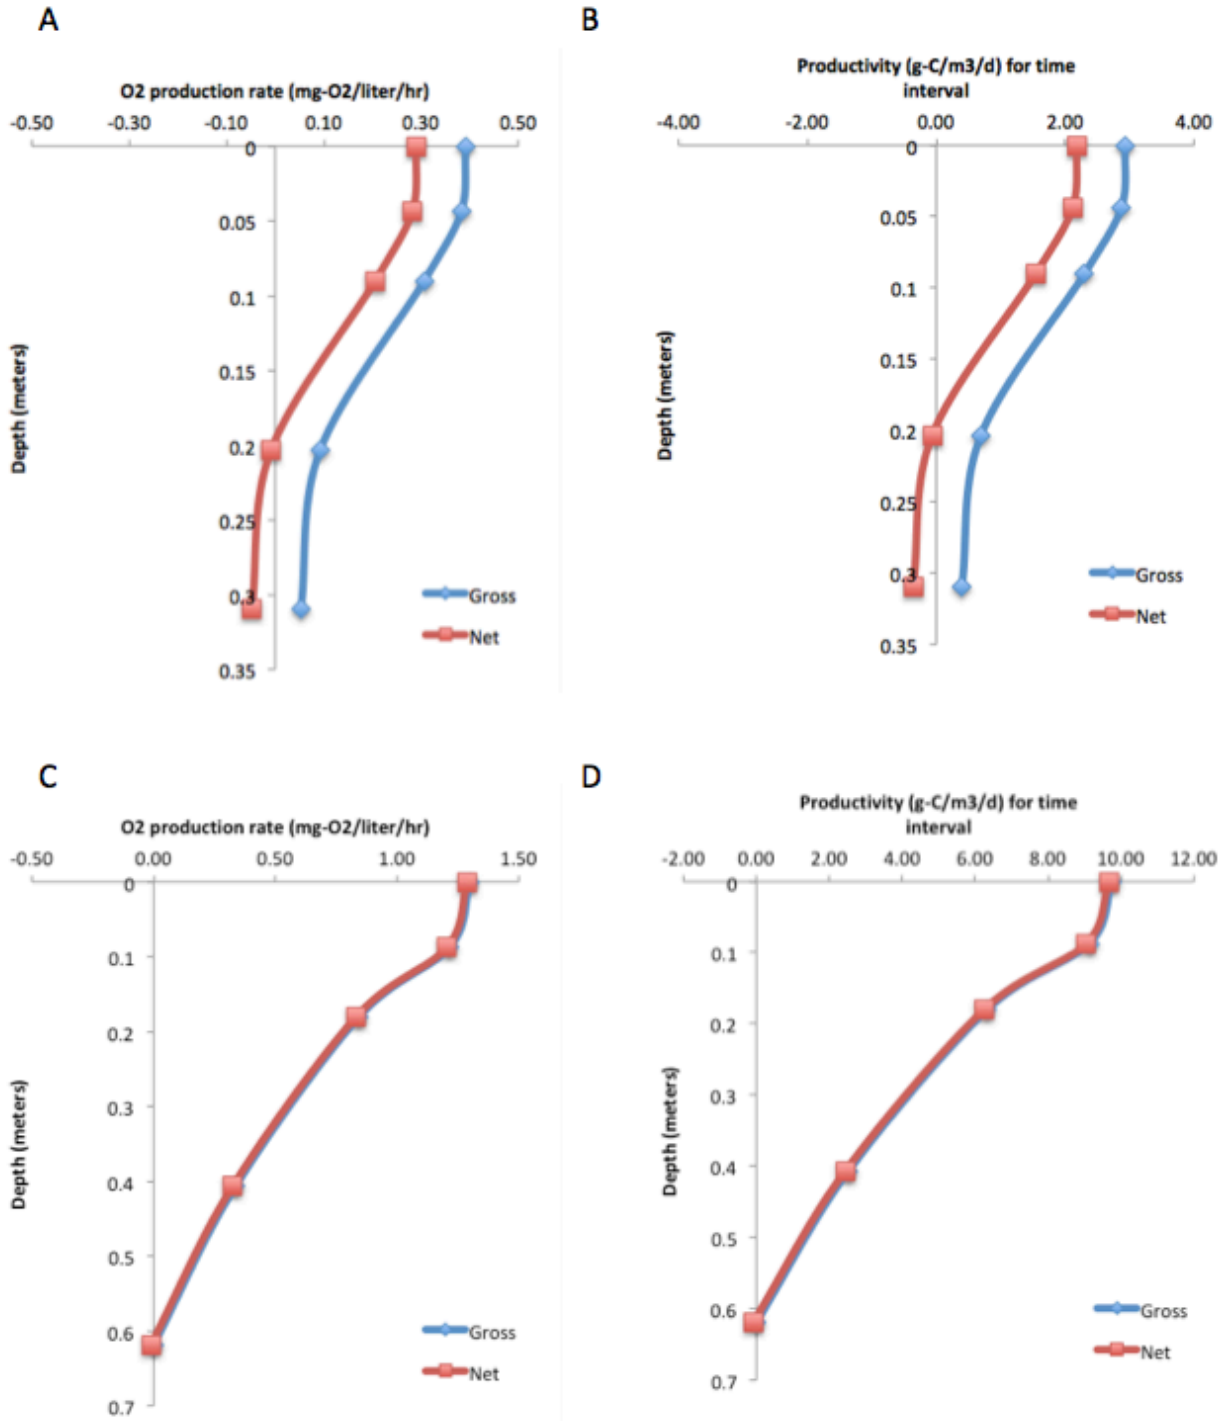 A
O2 production rate (mg-O2/liter/hr)
-0.50 -0.30 -0.10 0.10 0.30 0.50
0
0.05
0.1
0.15
0.2
0.25
0.3
0.35
Depth (meters)
Gross
Net
B
Productivity (g-C/m3/d) for time
interval
-4.00 -2.00 0.00 2.00 4.00
0
0.05
0.1
0.15
0.2
0.25
0.3
0.35
Depth (meters)
Gross
Net
C
O2 production rate (mg-O2/liter/hr)
-0.50 0.00 0.50 1.00 1.50
0
0.1
0.2
0.3
0.4
0.5
0.6
0.7
Depth (meters)
Gross
Net
D
Productivity (g-C/m3/d) for time
interval
-2.00 0.00 2.00 4.00 6.00 8.00 10.00 12.00
0
0.1
0.2
0.3
0.4
0.5
0.6
0.7
Depth (meters)
Gross
Net